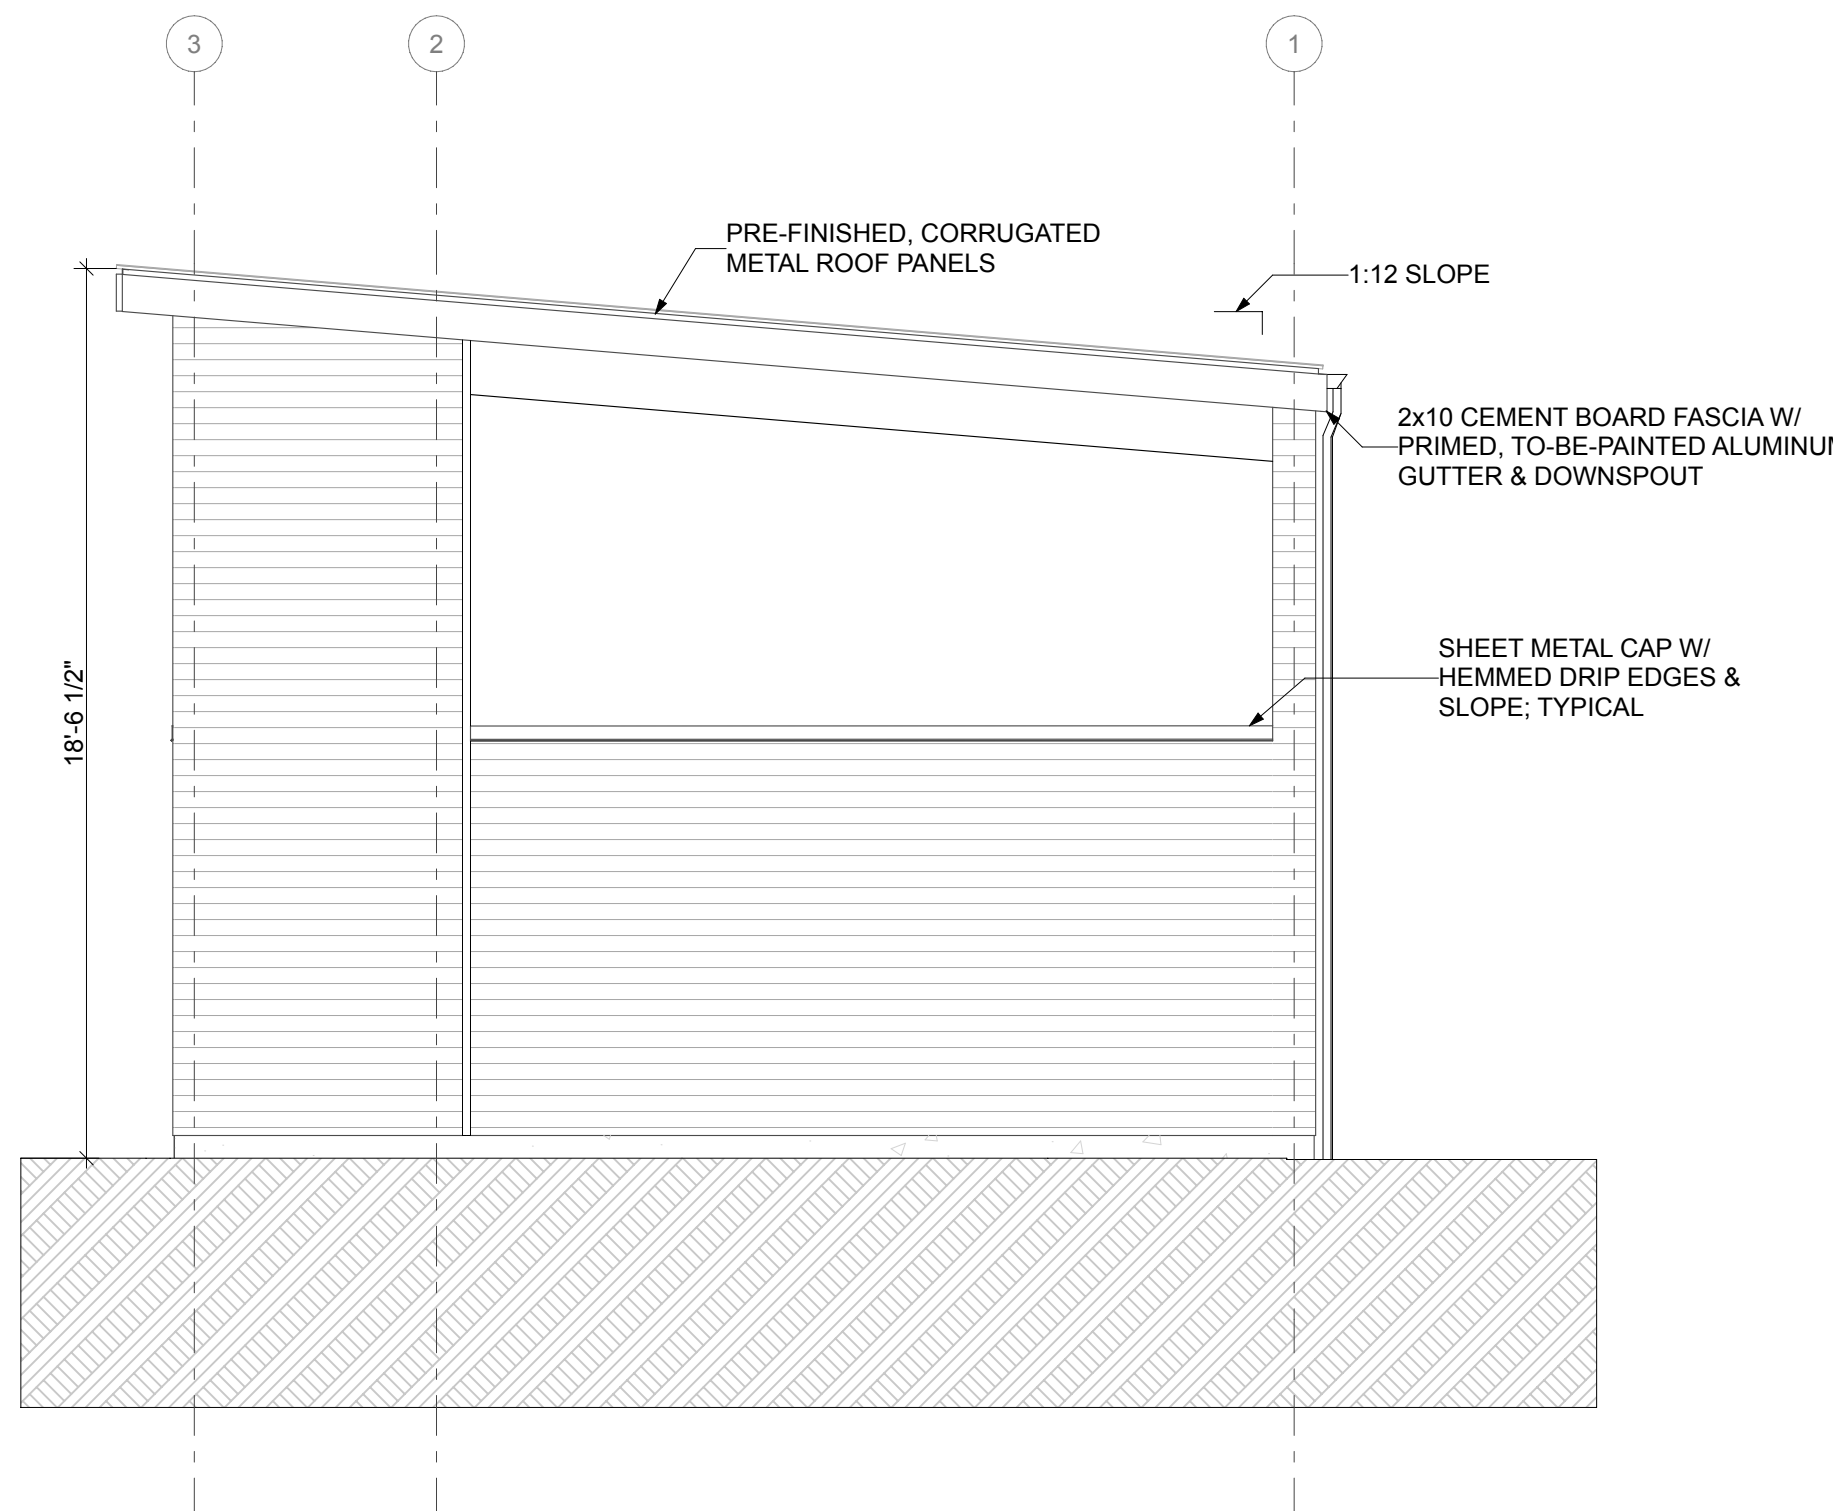 3
2
1
PRE-FINISHED, CORRUGATED
METAL ROOF PANELS
1:12 SLOPE
2x10 CEMENT BOARD FASCIA W/
PRIMED, TO-BE-PAINTED ALUMINUM
GUTTER & DOWNSPOUT
SHEET METAL CAP W/
HEMMED DRIP EDGES &
SLOPE; TYPICAL
18'-6 1/2"